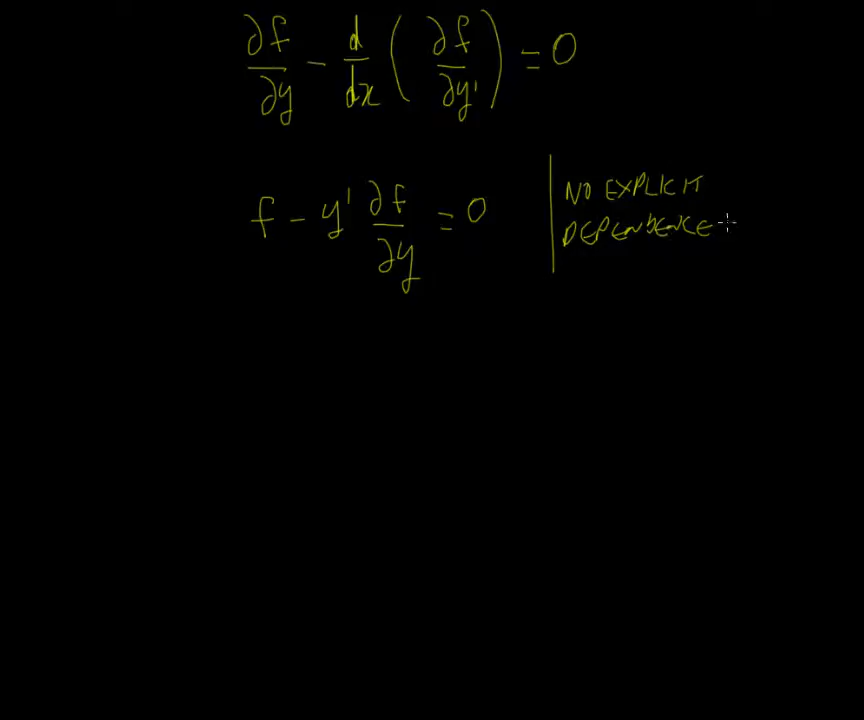 ∂f/∂y - d/dx (∂f/∂y') = 0
f - y' ∂f/∂y = 0
NO EXPLICIT
DEPENDENCE